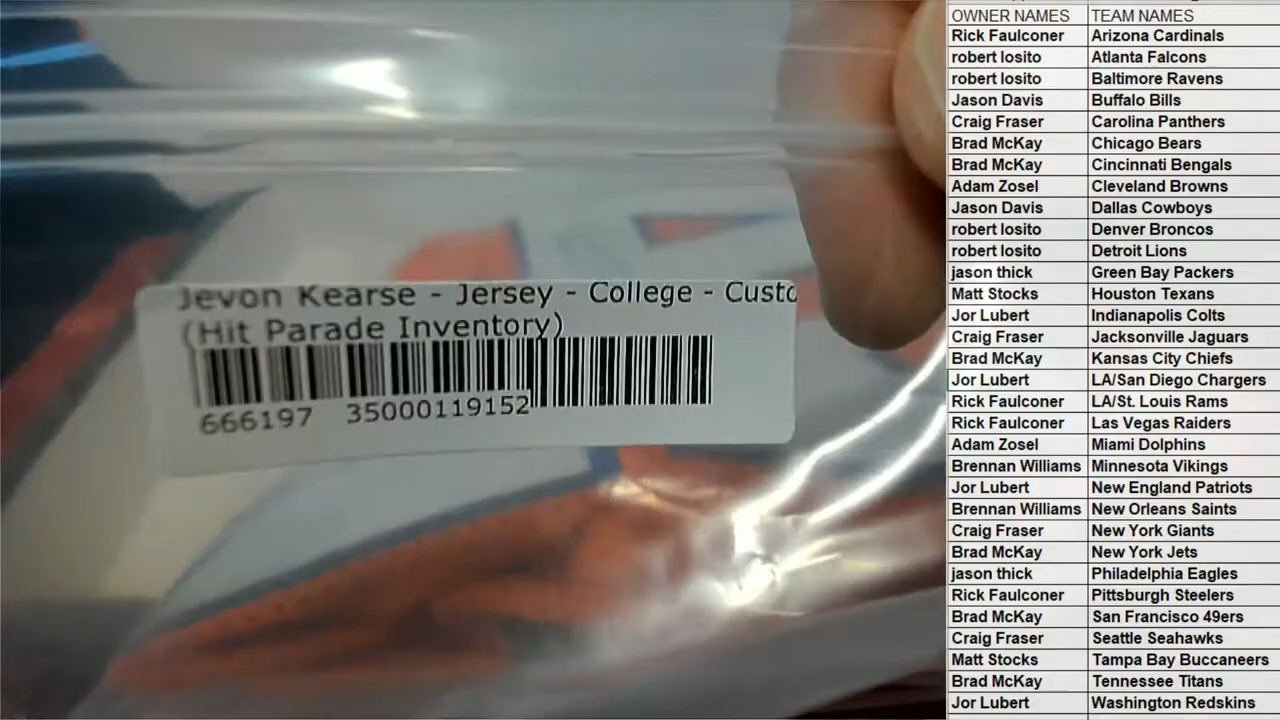 Jevon Kearse - Jersey - College - Custo
(Hit Parade Inventory)
666197 35000119152
OWNER NAMES TEAM NAMES
Rick Faulconer Arizona Cardinals
robert losito Atlanta Falcons
robert losito Baltimore Ravens
Jason Davis Buffalo Bills
Craig Fraser Carolina Panthers
Brad McKay Chicago Bears
Brad McKay Cincinnati Bengals
Adam Zosel Cleveland Browns
Jason Davis Dallas Cowboys
robert losito Denver Broncos
robert losito Detroit Lions
jason thick Green Bay Packers
Matt Stocks Houston Texans
Jor Lubert Indianapolis Colts
Craig Fraser Jacksonville Jaguars
Brad McKay Kansas City Chiefs
Jor Lubert LA/San Diego Chargers
Rick Faulconer LA/St. Louis Rams
Rick Faulconer Las Vegas Raiders
Adam Zosel Miami Dolphins
Brennan Williams Minnesota Vikings
Jor Lubert New England Patriots
Brennan Williams New Orleans Saints
Craig Fraser New York Giants
Brad McKay New York Jets
jason thick Philadelphia Eagles
Rick Faulconer Pittsburgh Steelers
Brad McKay San Francisco 49ers
Craig Fraser Seattle Seahawks
Matt Stocks Tampa Bay Buccaneers
Brad McKay Tennessee Titans
Jor Lubert Washington Redskins